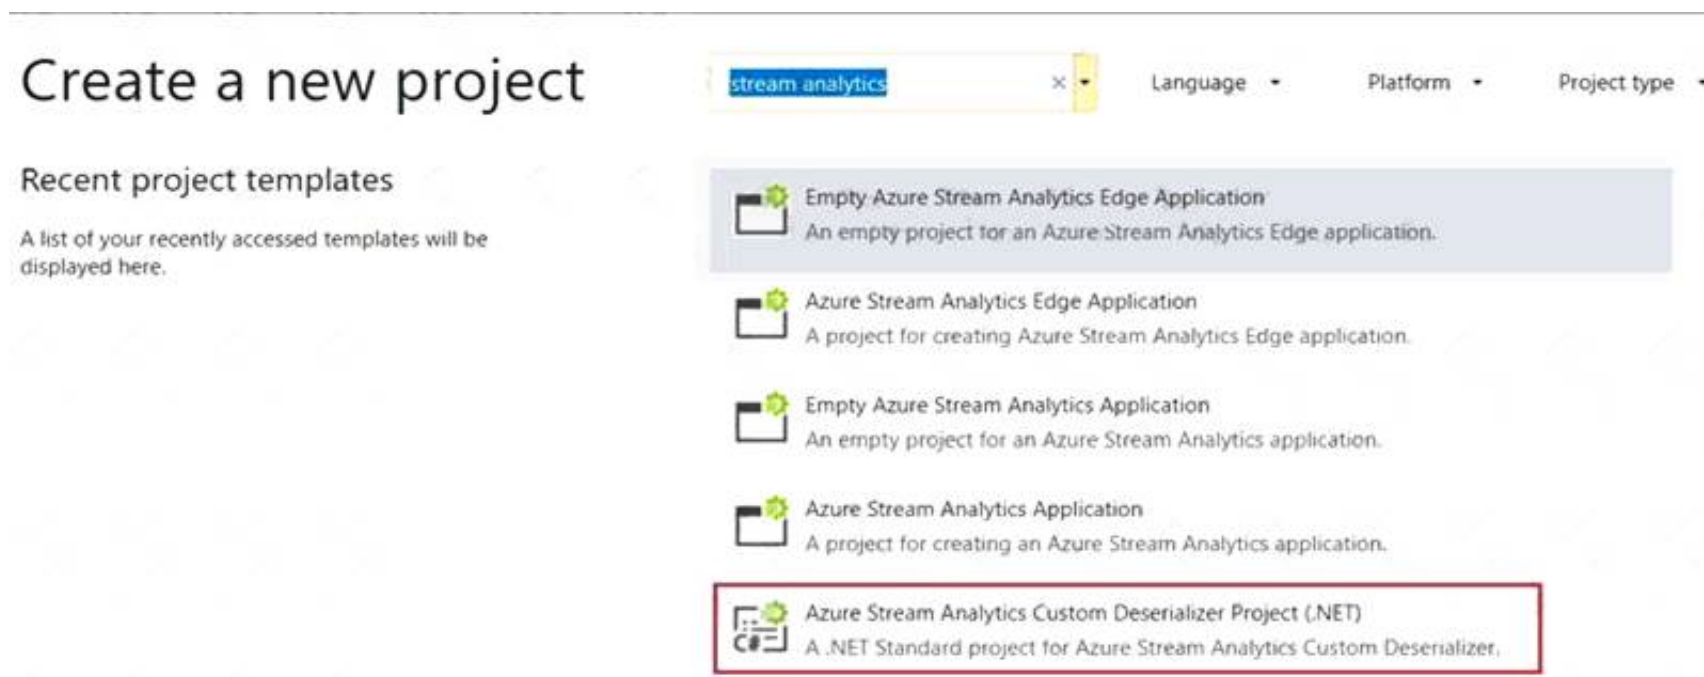 Create a new project
stream analytics
Language
Platform
Project type
Recent project templates
A list of your recently accessed templates will be
displayed here.
Empty Azure Stream Analytics Edge Application
An empty project for an Azure Stream Analytics Edge application.
Azure Stream Analytics Edge Application
A project for creating Azure Stream Analytics Edge application.
Empty Azure Stream Analytics Application
An empty project for an Azure Stream Analytics application.
Azure Stream Analytics Application
A project for creating an Azure Stream Analytics application.
C#
Azure Stream Analytics Custom Deserializer Project (.NET)
A .NET Standard project for Azure Stream Analytics Custom Deserializer.